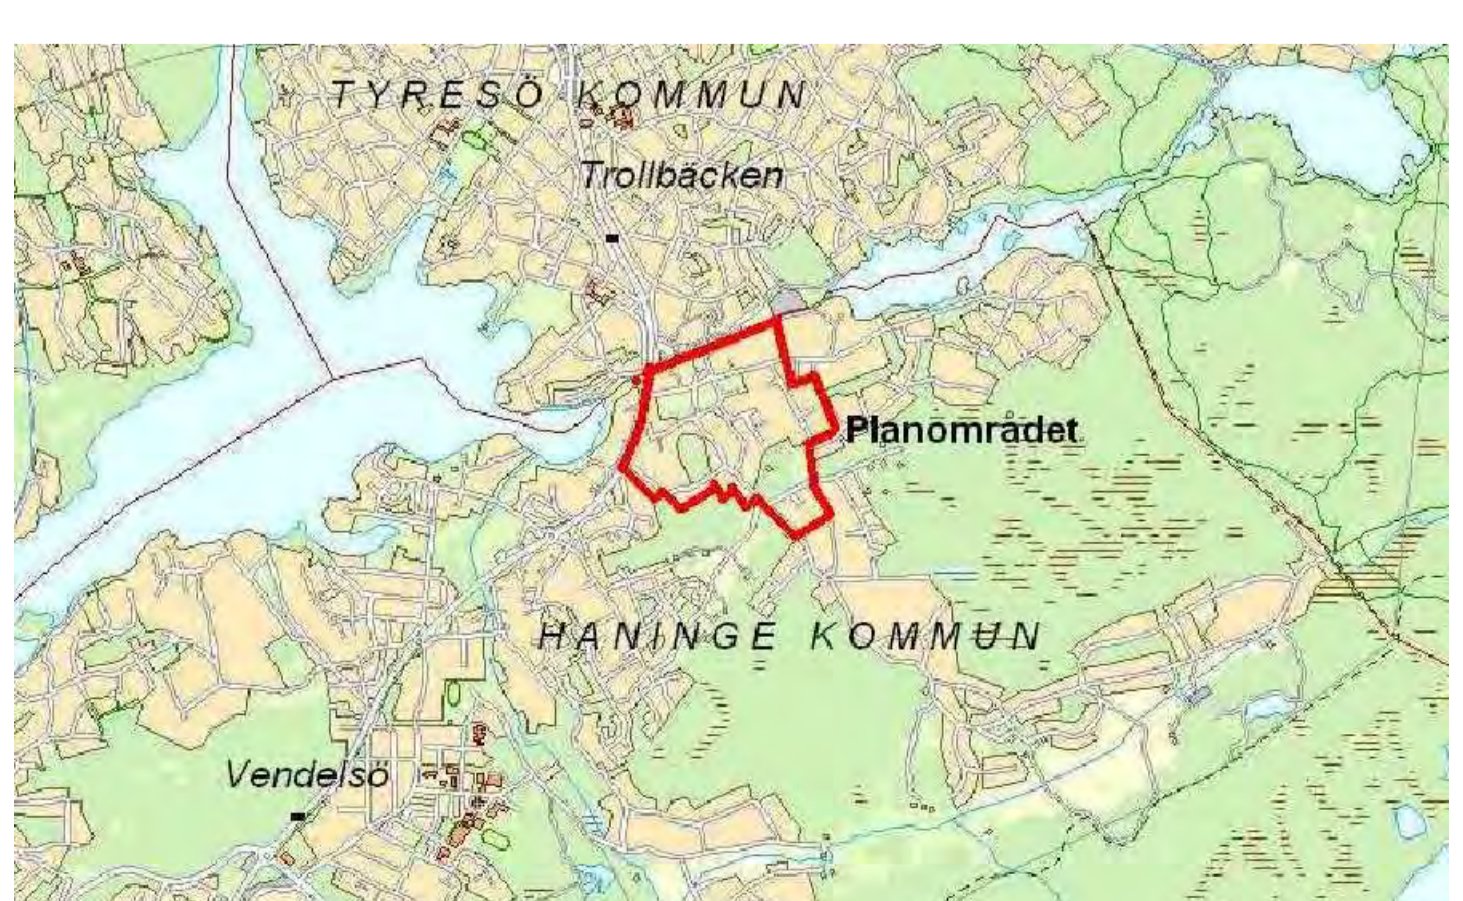 TYRESÖ KOMMUN
Trollbäcken
Planområdet
HANINGE KOMMUN
Vendelsö